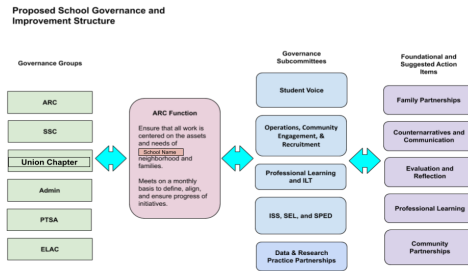 Proposed School Governance and
Improvement Structure
Governance Groups
ARC
SSC
Union Chapter
Admin
PTSA
ELAC
ARC Function
Ensure that all work is
centered on the assets
and needs of
School Name
neighborhood and
families.
Meets on a monthly
basis to define, align,
and ensure progress of
initiatives.
Governance
Subcommittees
Student Voice
Operations, Community
Engagement, &
Recruitment
Professional Learning
and ILT
ISS, SEL, and SPED
Data & Research
Practice Partnerships
Foundational and
Suggested Action
Items
Family Partnerships
Counternarratives and
Communication
Evaluation and
Reflection
Professional Learning
Community
Partnerships